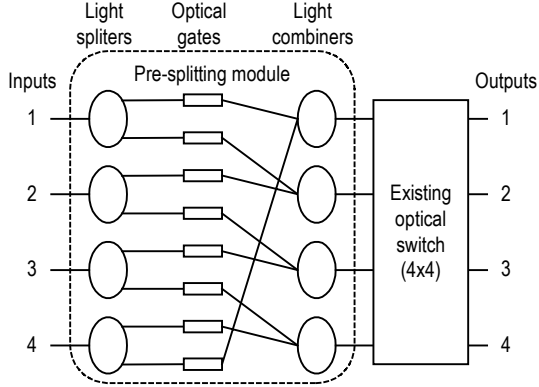 Light
spliters
Optical
gates
Light
combiners
Pre-splitting module
Inputs
Outputs
1
2
3
4
Existing
optical
switch
(4x4)
1
2
3
4